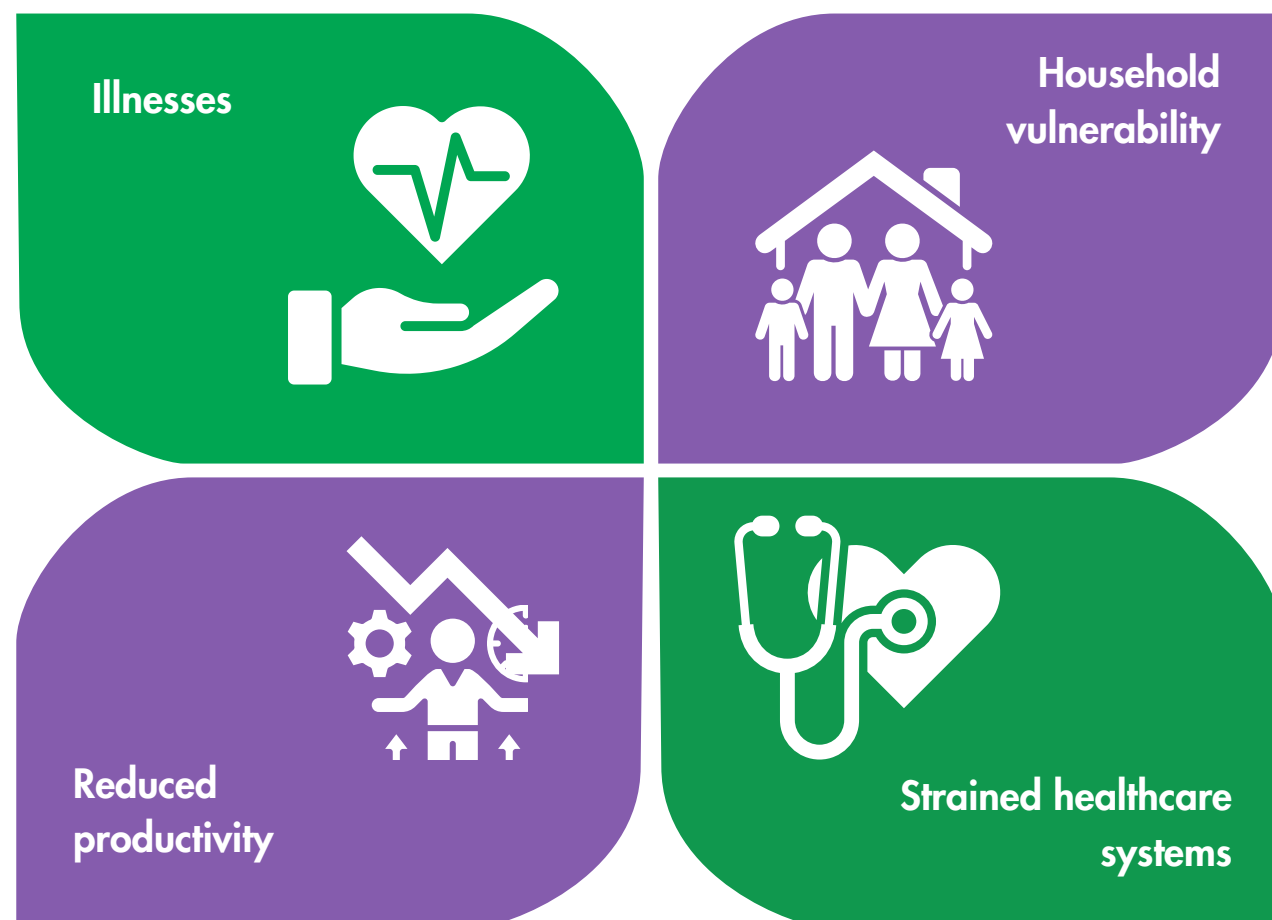 Illnesses
Household
vulnerability
Reduced
productivity
Strained healthcare
systems